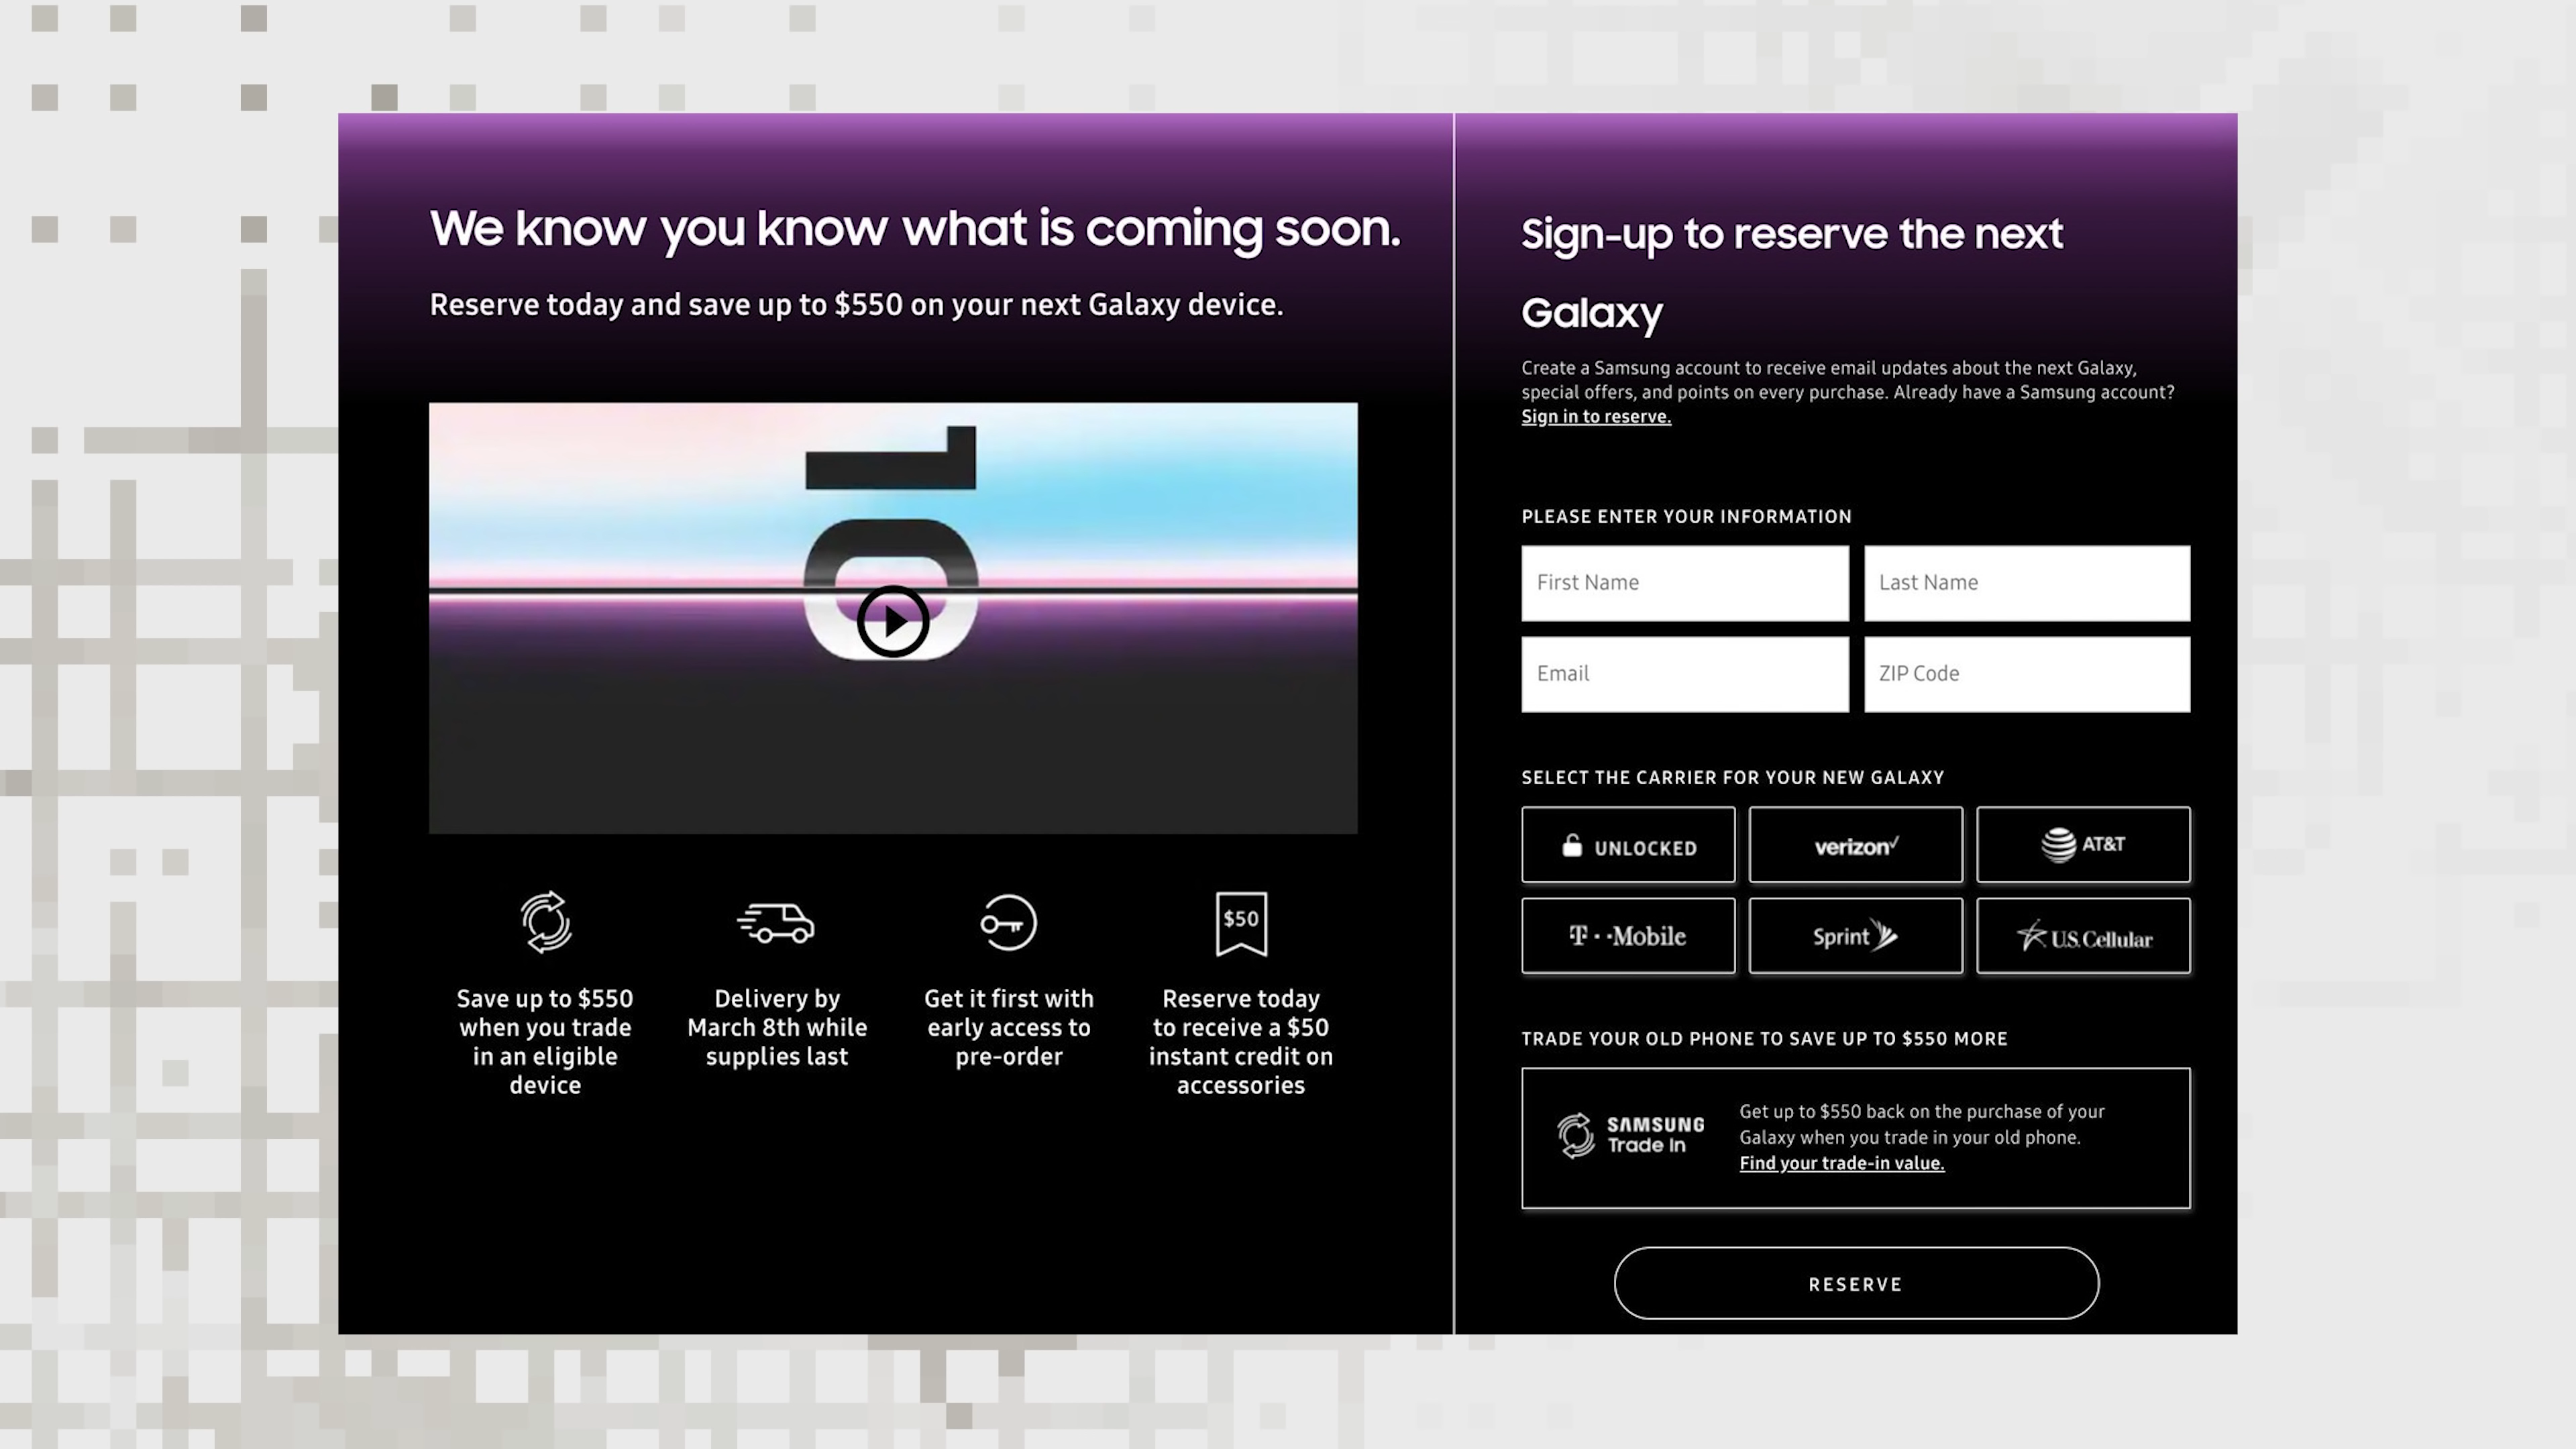 We know you know what is coming soon.
Reserve today and save up to $550 on your next Galaxy device.
10
Save up to $550
when you trade
in an eligible
device
Delivery by
March 8th while
supplies last
Get it first with
early access to
pre-order
$50
Reserve today
to receive a $50
instant credit on
accessories
Sign-up to reserve the next
Galaxy
Create a Samsung account to receive email updates about the next Galaxy,
special offers, and points on every purchase. Already have a Samsung account?
Sign in to reserve.
PLEASE ENTER YOUR INFORMATION
First Name
Last Name
Email
ZIP Code
SELECT THE CARRIER FOR YOUR NEW GALAXY
UNLOCKED
verizon
AT&T
T··Mobile
Sprint
U.S. Cellular
TRADE YOUR OLD PHONE TO SAVE UP TO $550 MORE
SAMSUNG
Trade In
Get up to $550 back on the purchase of your
Galaxy when you trade in your old phone.
Find your trade-in value.
RESERVE